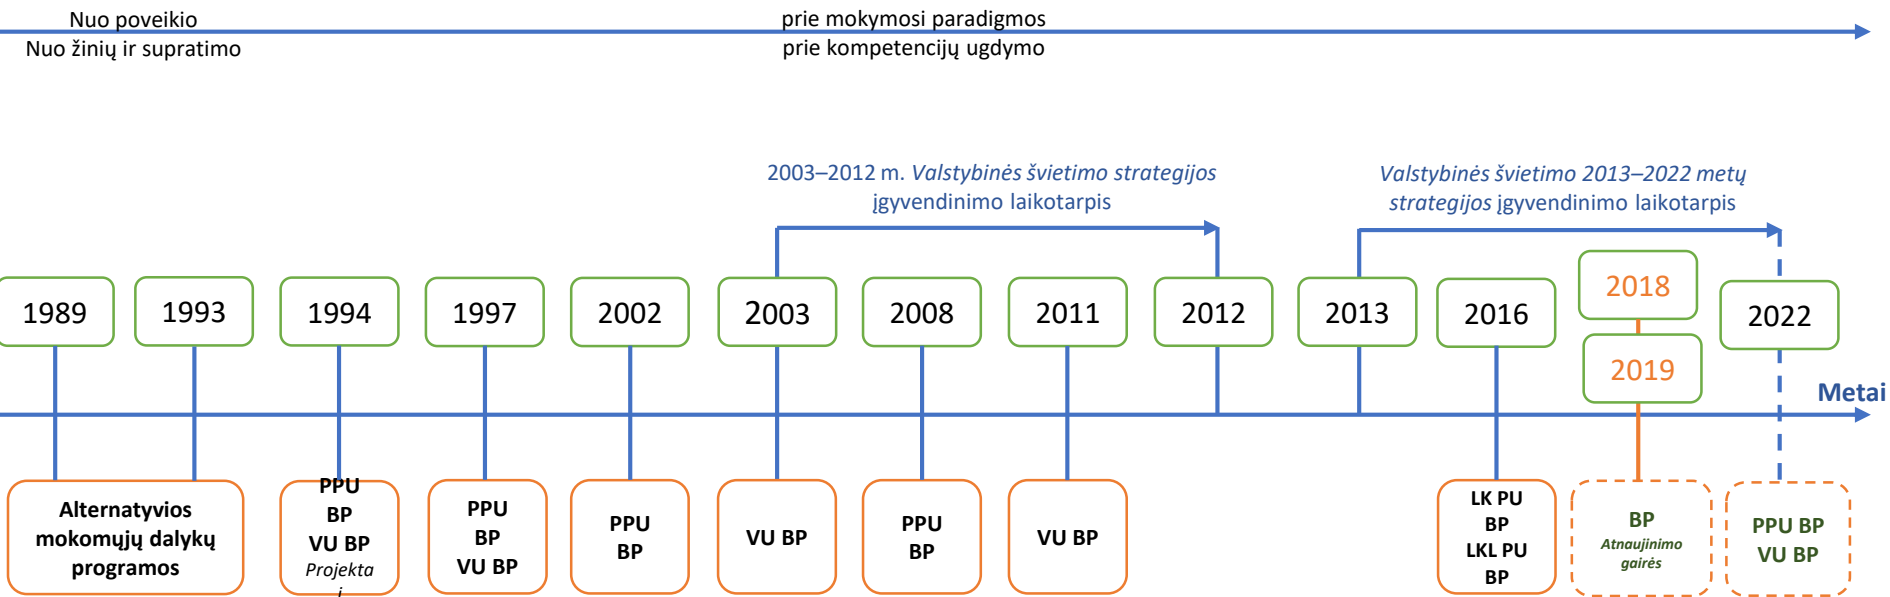 Nuo poveikio
prie mokymosi paradigmos
Nuo žinių ir supratimo
prie kompetencijų ugdymo
2003–2012 m. Valstybinės švietimo strategijos
įgyvendinimo laikotarpis
Valstybinės švietimo 2013–2022 metų
strategijos įgyvendinimo laikotarpis
1989
1993
1994
1997
2002
2003
2008
2011
2012
2013
2016
2018
2019
2022
Metai
Alternatyvios
mokomųjų dalykų
programos
PPU
BP
VU BP
Projekta
i
PPU
BP
VU BP
PPU
BP
VU BP
PPU
BP
VU BP
LK PU
BP
LKL PU
BP
BP
Atnaujinimo
gairės
PPU BP
VU BP